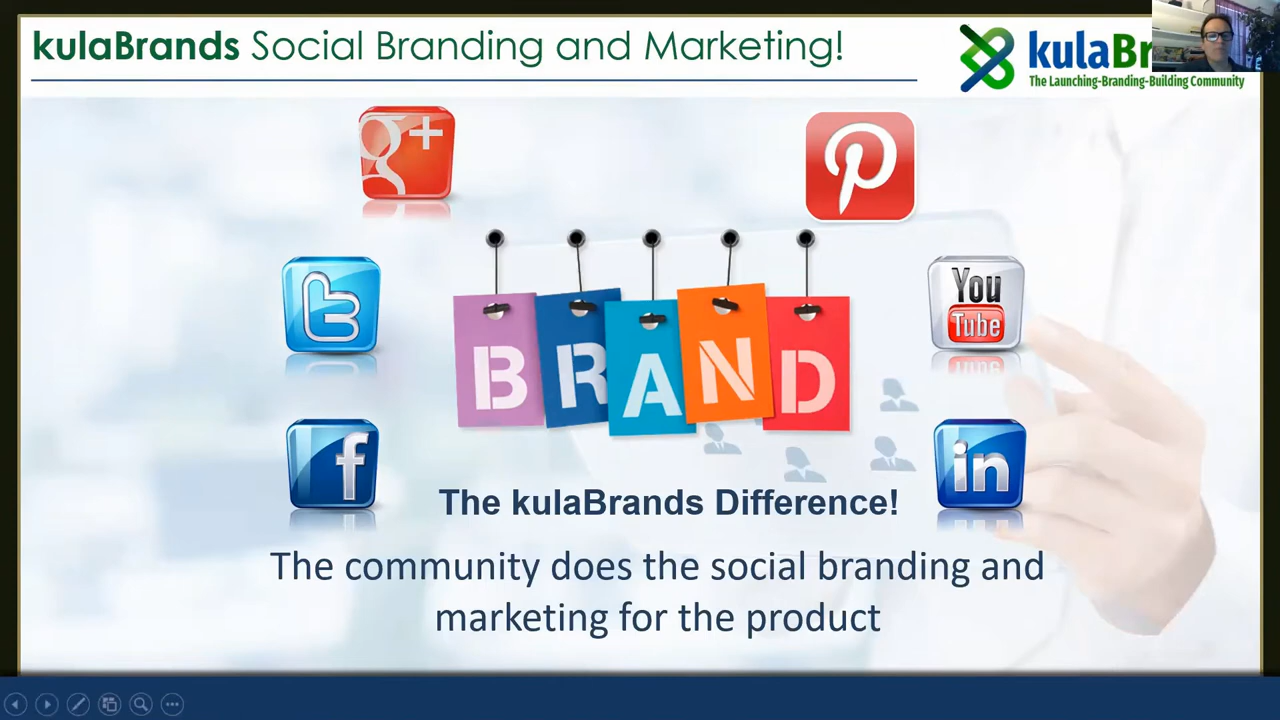 kulaBrands Social Branding and Marketing!
kulaBr
The Launching-Branding-Building Community
g+
You
Tube
BRAND
f
in
The kulaBrands Difference!
The community does the social branding and
marketing for the product